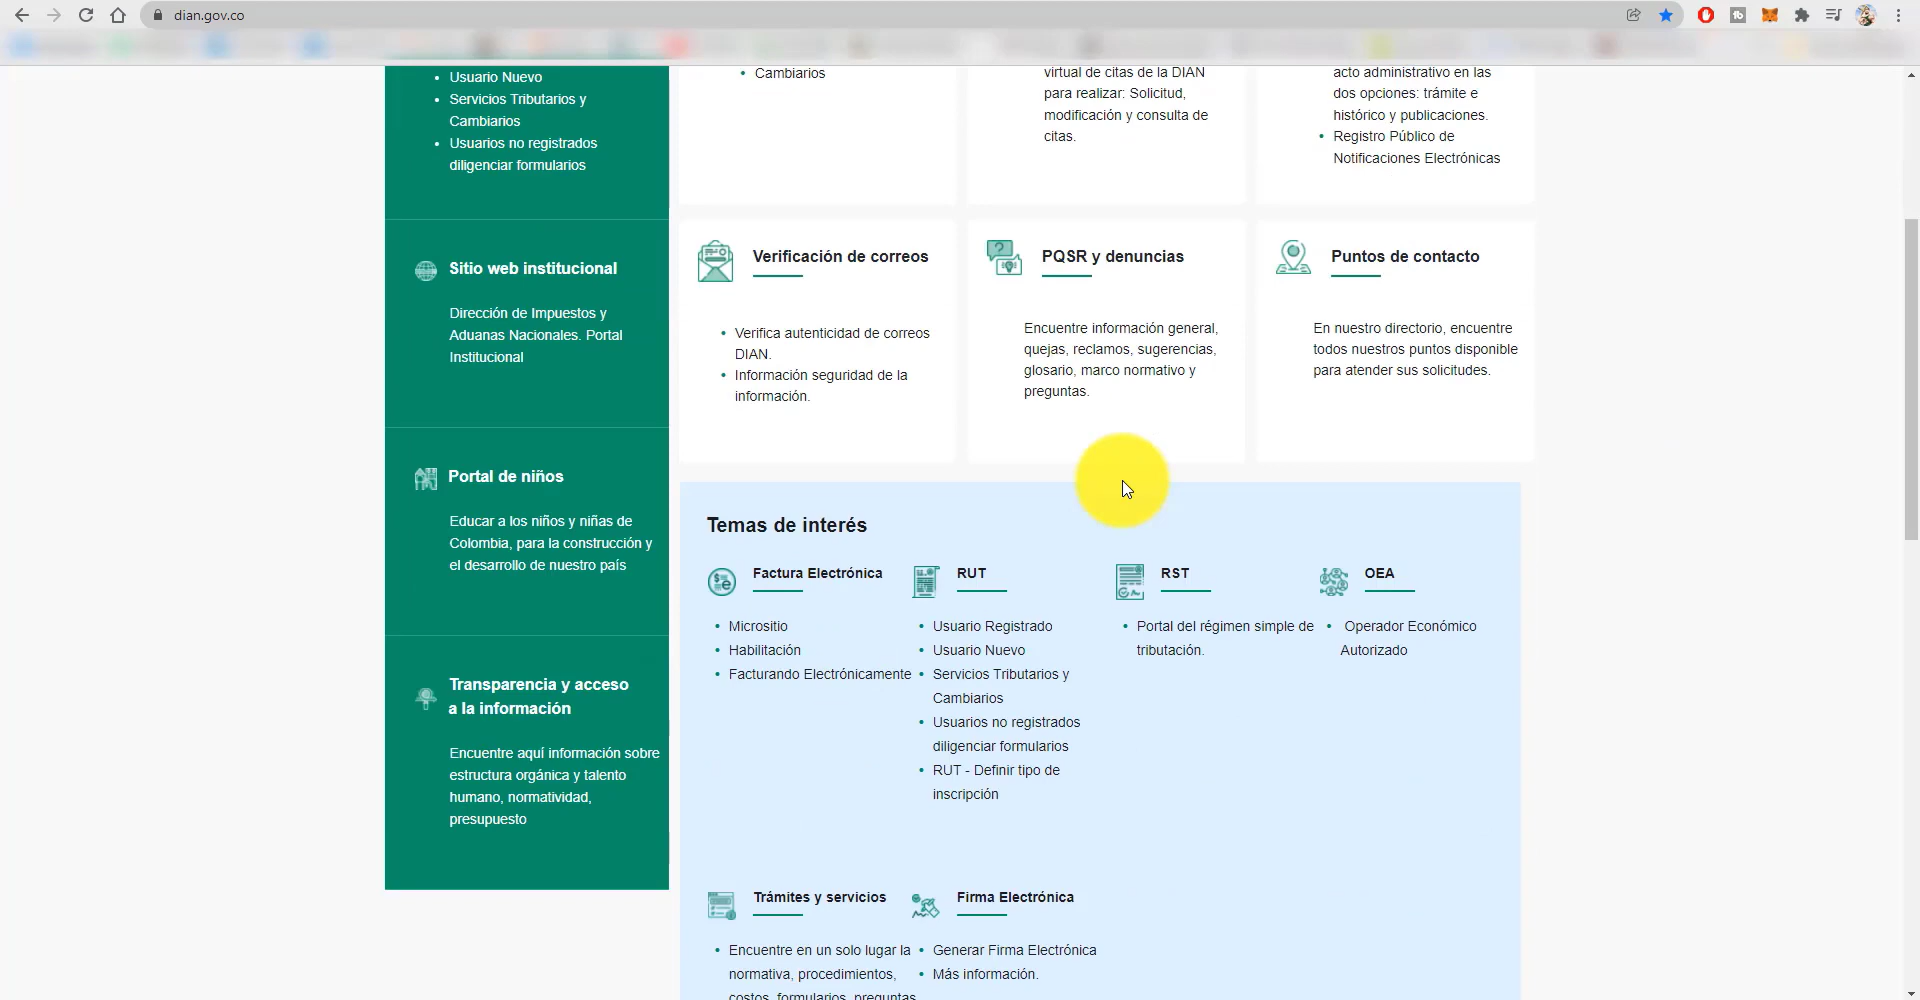 dian.gov.co
Usuario Nuevo
Servicios Tributarios y
Cambiarios
Usuarios no registrados
diligenciar formularios
Sitio web institucional
Dirección de Impuestos y
Aduanas Nacionales. Portal
Institucional
Portal de niños
Educar a los niños y niñas de
Colombia, para la construcción y
el desarrollo de nuestro país
Transparencia y acceso
a la información
Encuentre aquí información sobre
estructura orgánica y talento
humano, normatividad,
presupuesto
Cambiarios
virtual de citas de la DIAN
para realizar: Solicitud,
modificación y consulta de
citas.
acto administrativo en las
dos opciones: trámite e
histórico y publicaciones.
Registro Público de
Notificaciones Electrónicas
Verificación de correos
Verifica autenticidad de correos
DIAN.
Información seguridad de la
información.
PQSR y denuncias
Encuentre información general,
quejas, reclamos, sugerencias,
glosario, marco normativo y
preguntas.
Puntos de contacto
En nuestro directorio, encuentre
todos nuestros puntos disponible
para atender sus solicitudes.
Temas de interés
Factura Electrónica
Micrositio
Habilitación
Facturando Electrónicamente
RUT
Usuario Registrado
Usuario Nuevo
Servicios Tributarios y
Cambiarios
Usuarios no registrados
diligenciar formularios
RUT - Definir tipo de
inscripción
RST
Portal del régimen simple de
tributación.
OEA
Operador Económico
Autorizado
Trámites y servicios
Encuentre en un solo lugar la
normativa, procedimientos,
costos, formularios, preguntas
Firma Electrónica
Generar Firma Electrónica
Más información.